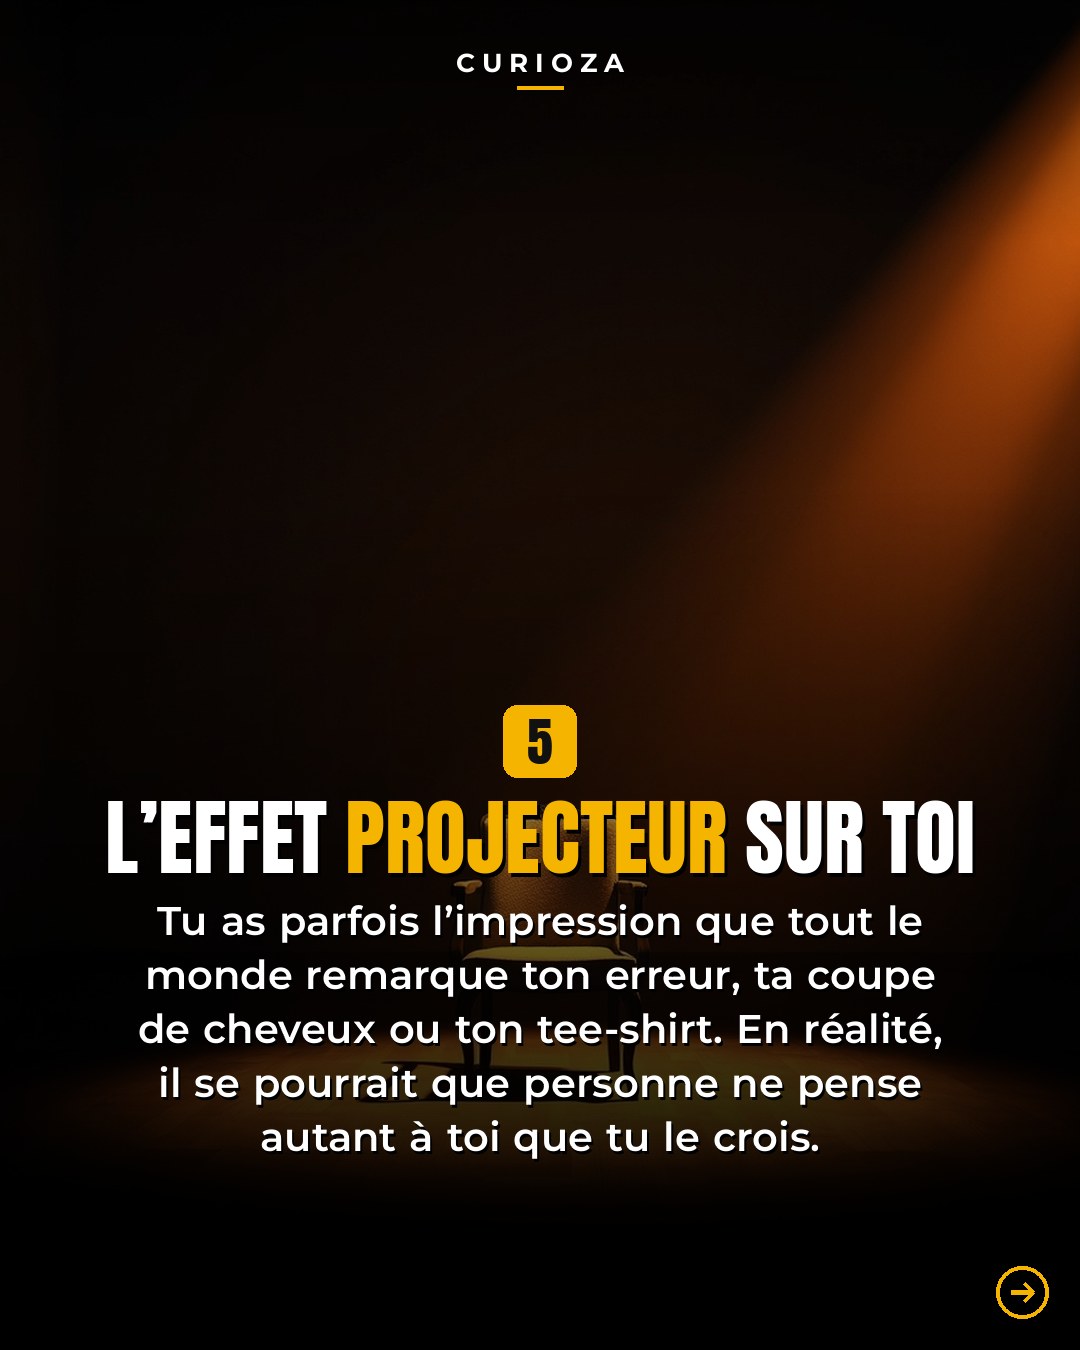 CURIOZA
5
L’EFFET PROJECTEUR SUR TOI
Tu as parfois l’impression que tout le
monde remarque ton erreur, ta coupe
de cheveux ou ton tee-shirt. En réalité,
il se pourrait que personne ne pense
autant à toi que tu le crois.